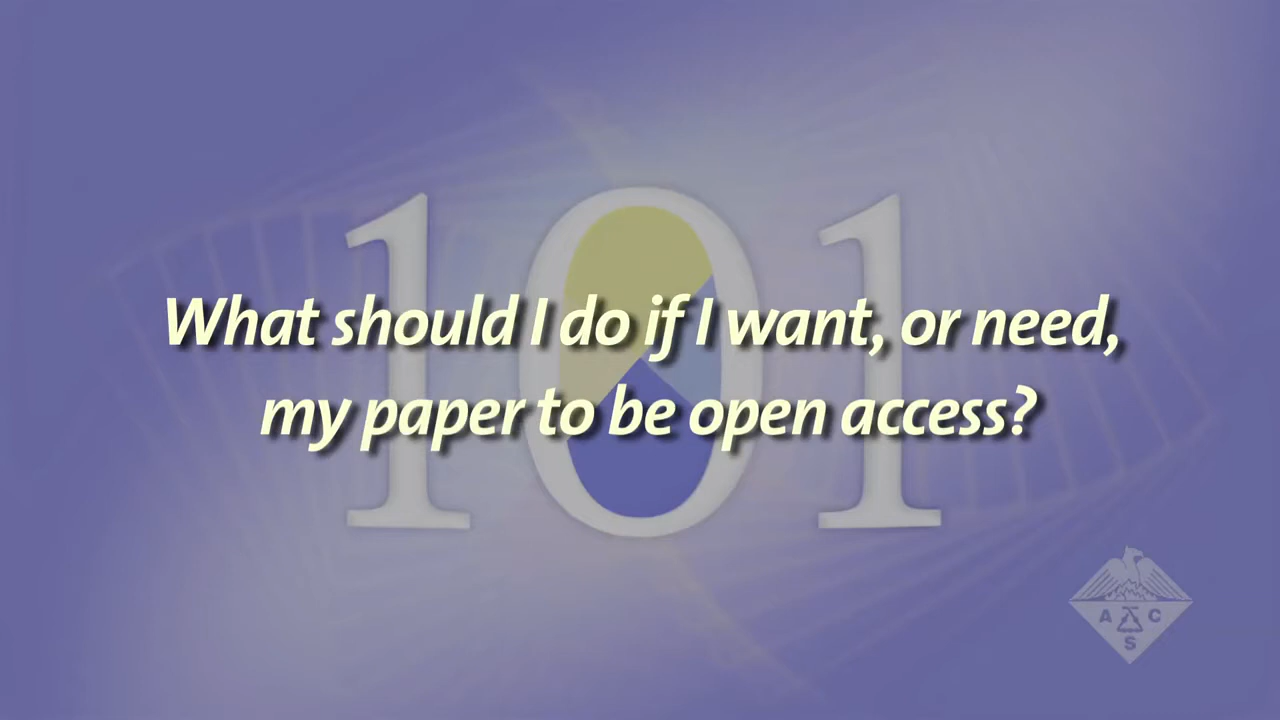 101
What should I do if I want, or need,
my paper to be open access?
A C
S